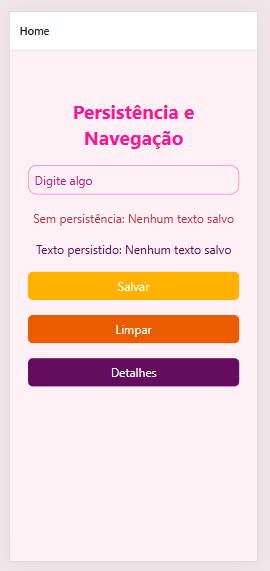 Home
Persistência e
Navegação
Digite algo
Sem persistência: Nenhum texto salvo
Texto persistido: Nenhum texto salvo
Salvar
Limpar
Detalhes